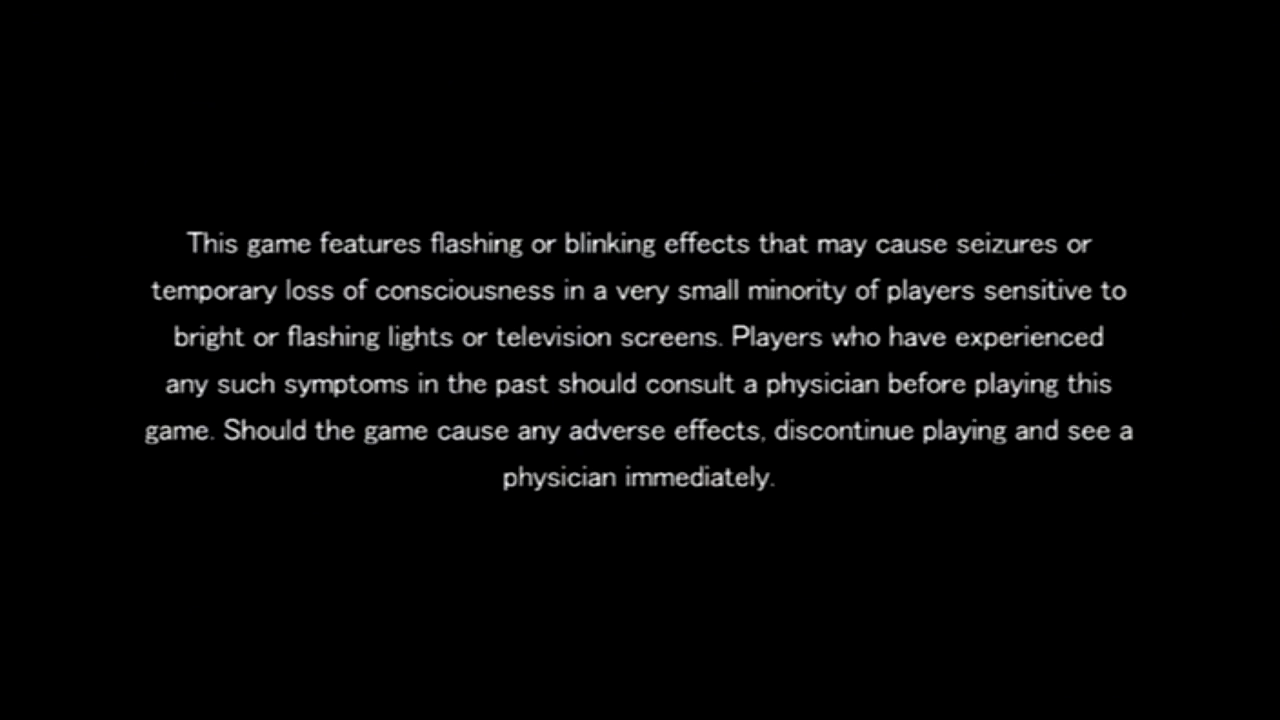 This game features flashing or blinking effects that may cause seizures or
temporary loss of consciousness in a very small minority of players sensitive to
bright or flashing lights or television screens. Players who have experienced
any such symptoms in the past should consult a physician before playing this
game. Should the game cause any adverse effects, discontinue playing and see a
physician immediately.